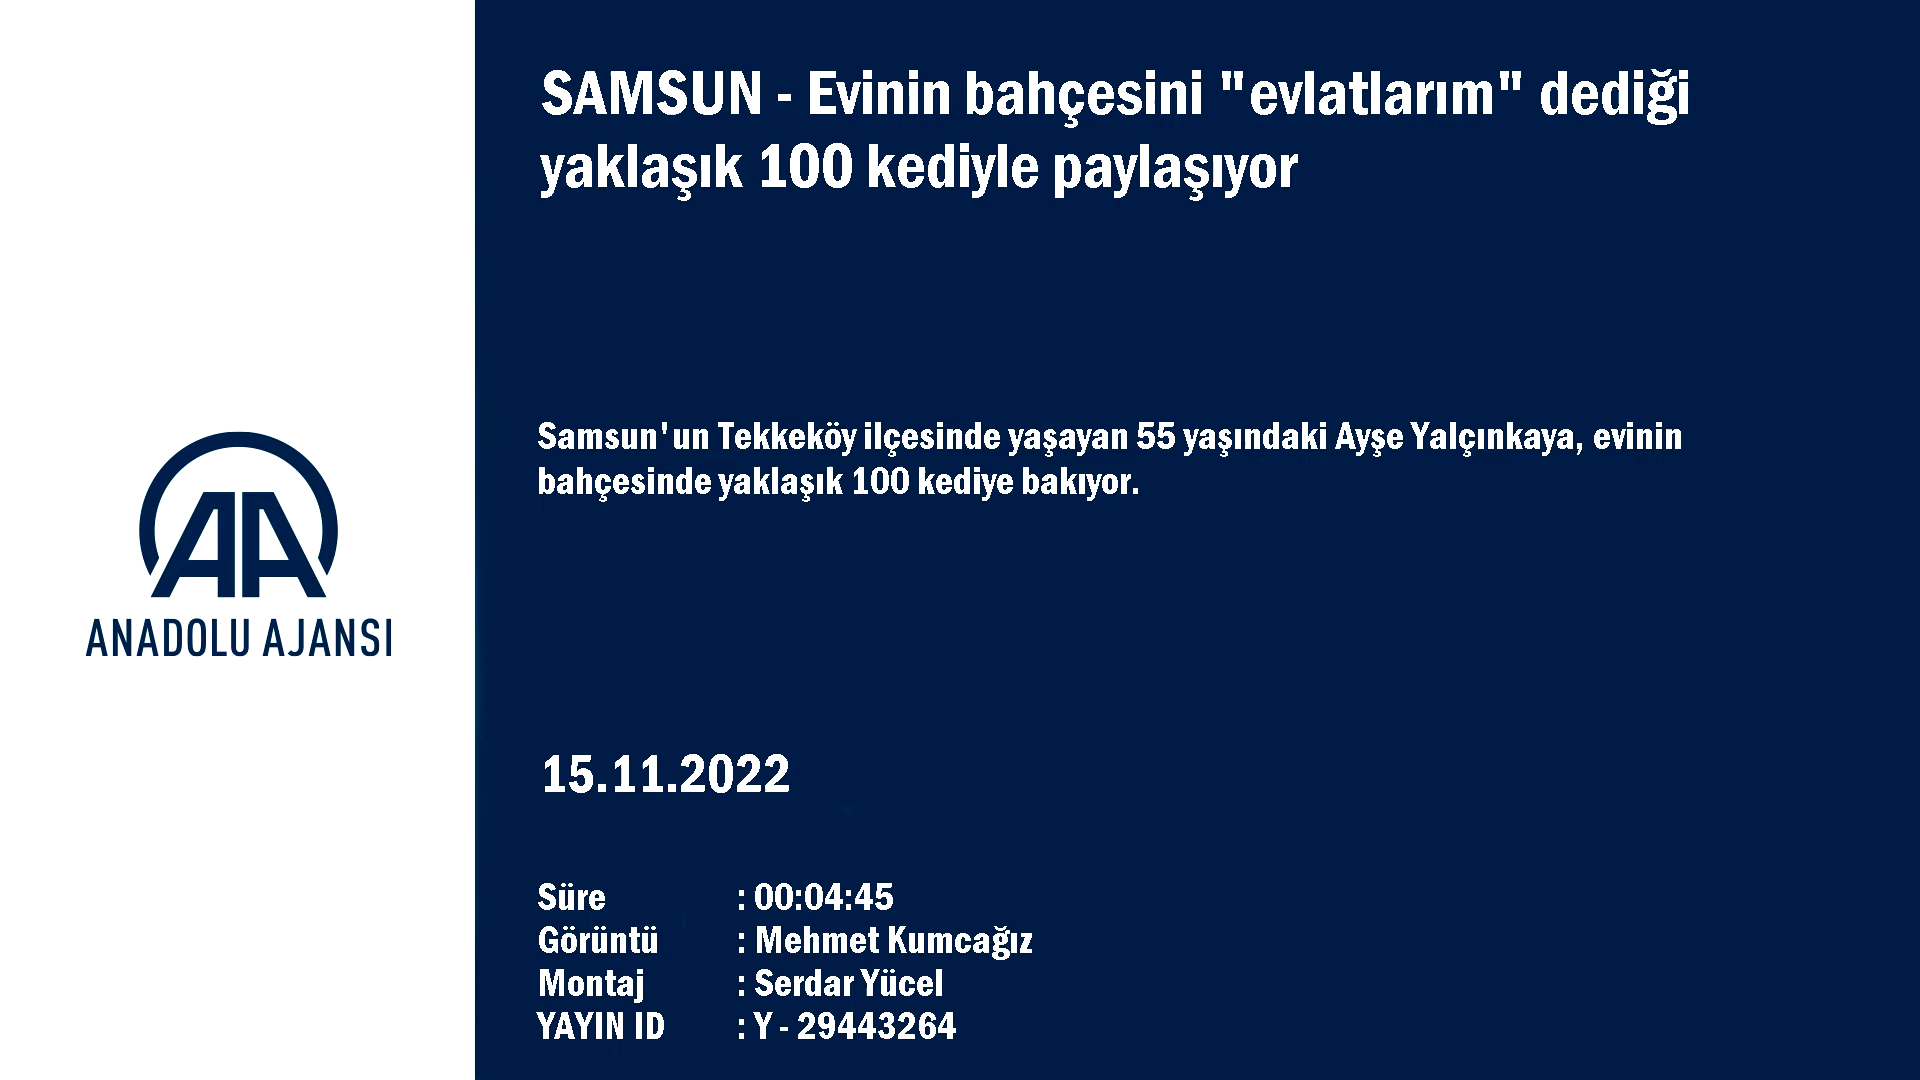 SAMSUN - Evinin bahçesini "evlatlarım" dediği
yaklaşık 100 kediyle paylaşıyor
Samsun'un Tekkeköy ilçesinde yaşayan 55 yaşındaki Ayşe Yalçınkaya, evinin
bahçesinde yaklaşık 100 kediye bakıyor.
AA
ANADOLU AJANSI
15.11.2022
Süre : 00:04:45
Görüntü : Mehmet Kumcağız
Montaj : Serdar Yücel
YAYIN ID : Y - 29443264